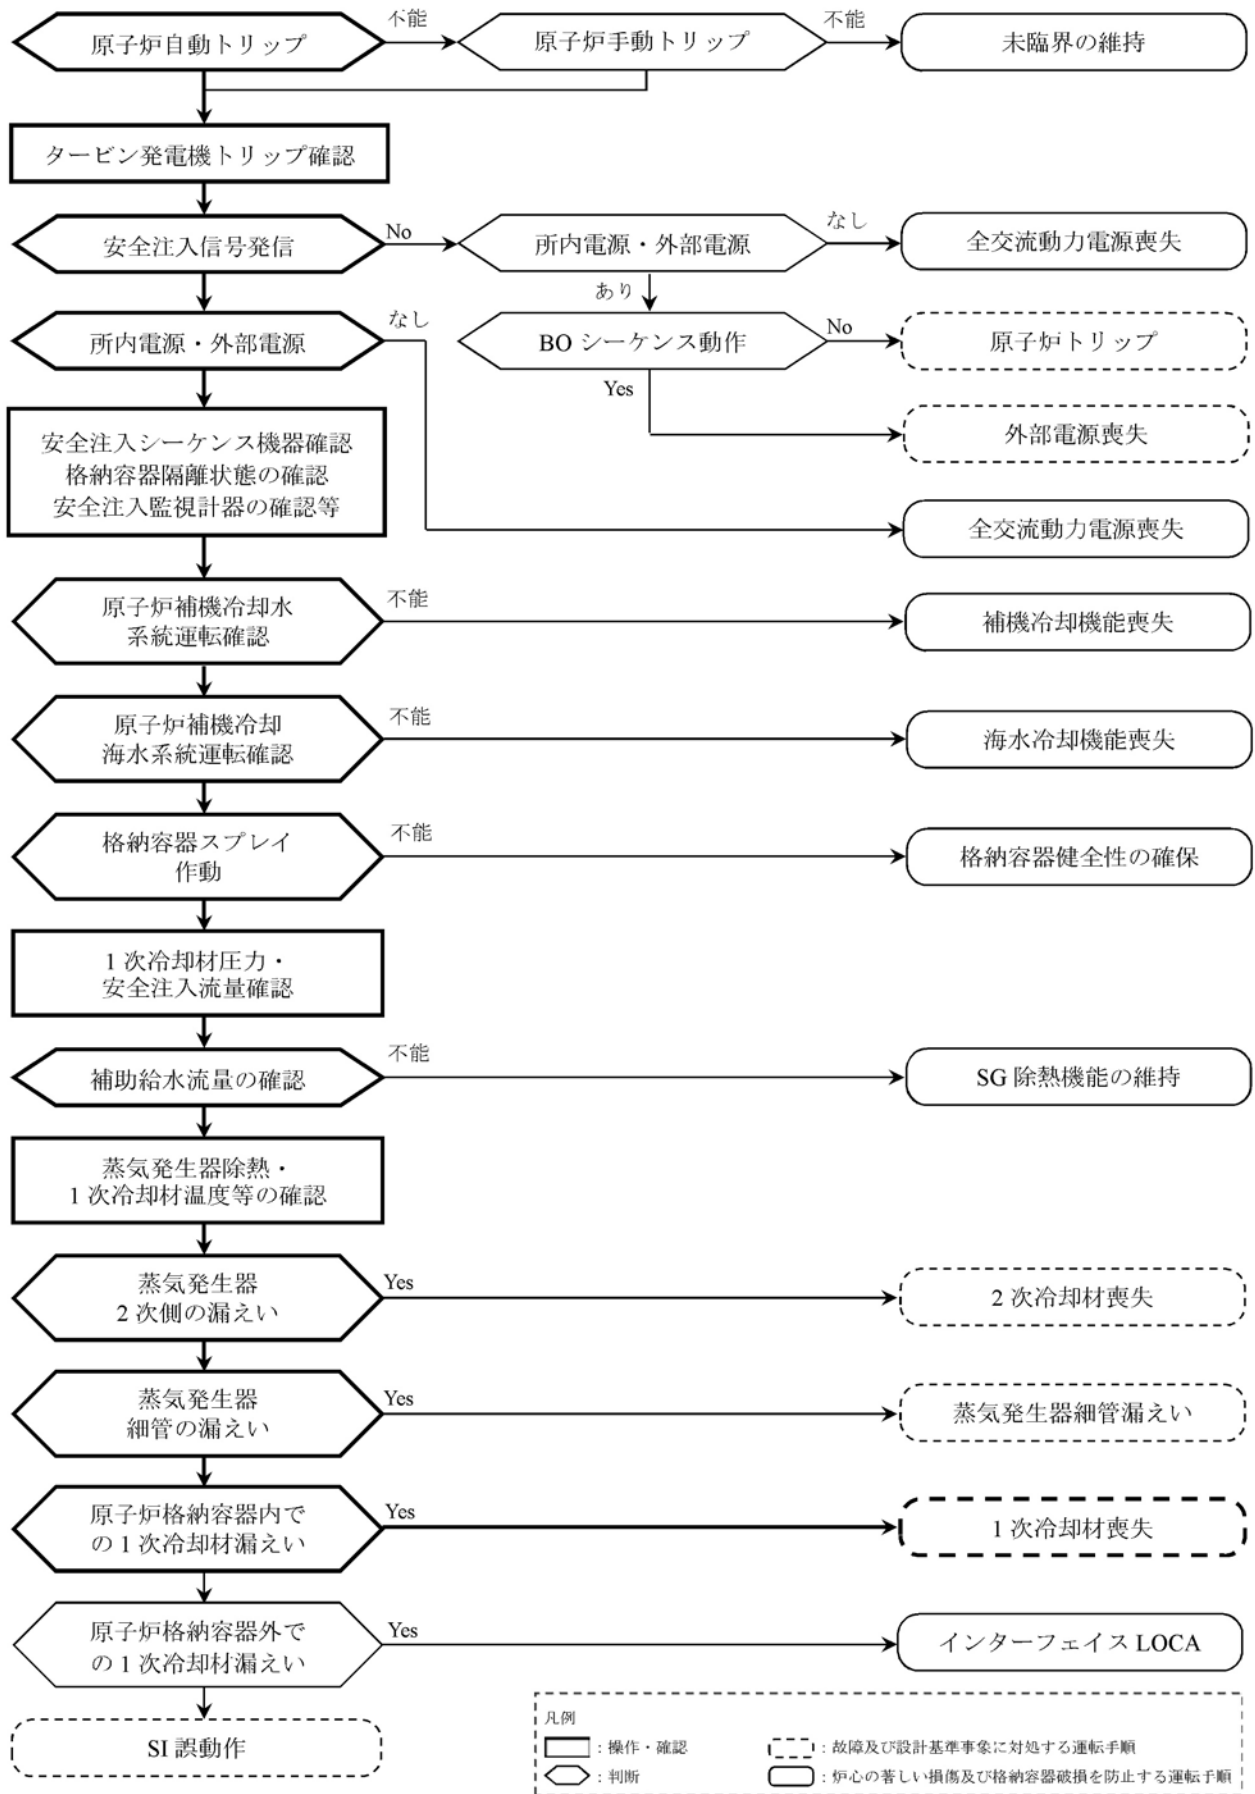 原子炉自動トリップ
不能
原子炉手動トリップ
不能
未臨界の維持
タービン発電機トリップ確認
安全注入信号発信
No
所内電源・外部電源
なし
全交流動力電源喪失
あり
所内電源・外部電源
なし
BO シーケンス動作
No
原子炉トリップ
Yes
外部電源喪失
安全注入シーケンス機器確認
格納容器隔離状態の確認
安全注入監視計器の確認等
全交流動力電源喪失
原子炉補機冷却水
系統運転確認
不能
補機冷却機能喪失
原子炉補機冷却
海水系統運転確認
不能
海水冷却機能喪失
格納容器スプレイ
作動
不能
格納容器健全性の確保
1 次冷却材圧力・
安全注入流量確認
補助給水流量の確認
不能
SG 除熱機能の維持
蒸気発生器除熱・
1 次冷却材温度等の確認
蒸気発生器
2 次側の漏えい
Yes
2 次冷却材喪失
蒸気発生器
細管の漏えい
Yes
蒸気発生器細管漏えい
原子炉格納容器内で
の 1 次冷却材漏えい
Yes
1 次冷却材喪失
原子炉格納容器外で
の 1 次冷却材漏えい
Yes
インターフェイス LOCA
SI 誤動作
凡例
：操作・確認
：故障及び設計基準事象に対処する運転手順
：判断
：炉心の著しい損傷及び格納容器破損を防止する運転手順